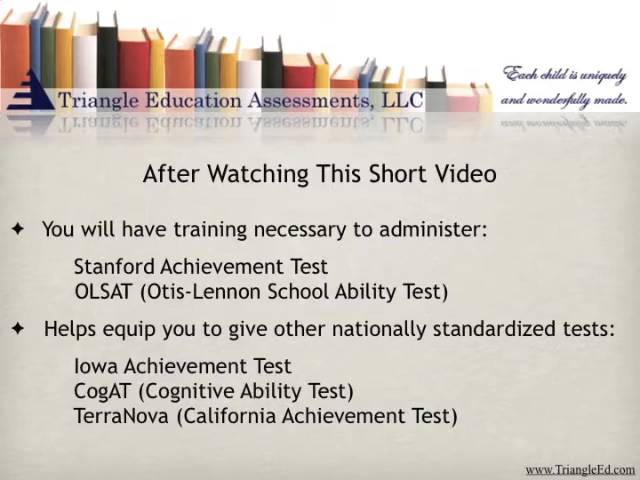 Each child is uniquely
and wonderfully made.
Triangle Education Assessments, LLC
After Watching This Short Video
✦ You will have training necessary to administer:
Stanford Achievement Test
OLSAT (Otis-Lennon School Ability Test)
✦ Helps equip you to give other nationally standardized tests:
Iowa Achievement Test
CogAT (Cognitive Ability Test)
TerraNova (California Achievement Test)
www.TriangleEd.com